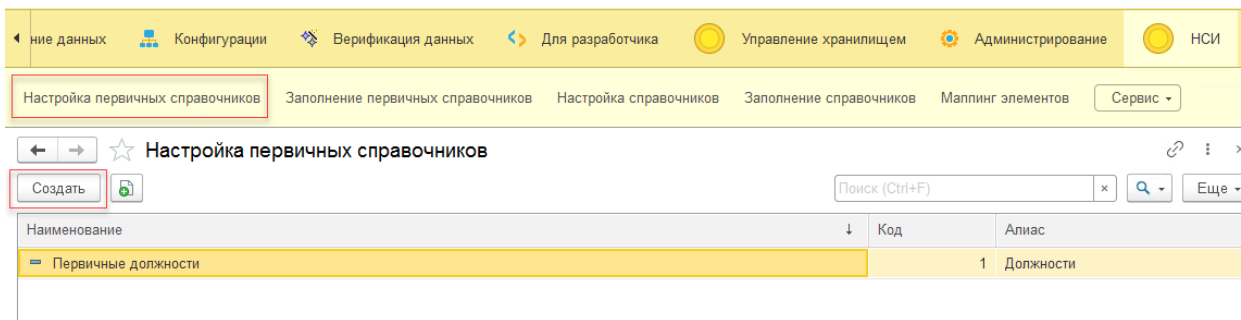 ние данных Конфигурации Верификация данных Для разработчика Управление хранилищем Администрирование НСИ
Настройка первичных справочников Заполнение первичных справочников Настройка справочников Заполнение справочников Маппинг элементов Сервис
Настройка первичных справочников
Создать Поиск (Ctrl+F) × Еще
Наименование ↓ Код Алиас
Первичные должности 1 Должности